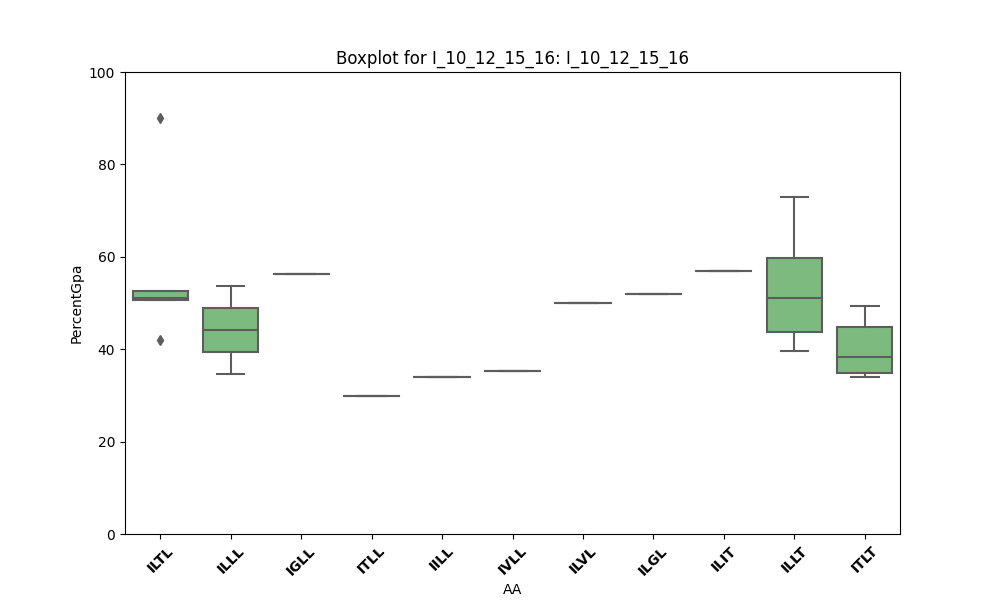 Boxplot for I_10_12_15_16: I_10_12_15_16
PercentGpa
100
80
60
40
20
0
ILTL ILLL IGLL ITLL IILL IVLL ILVL ILGL ILIT ILLT ITLT
AA